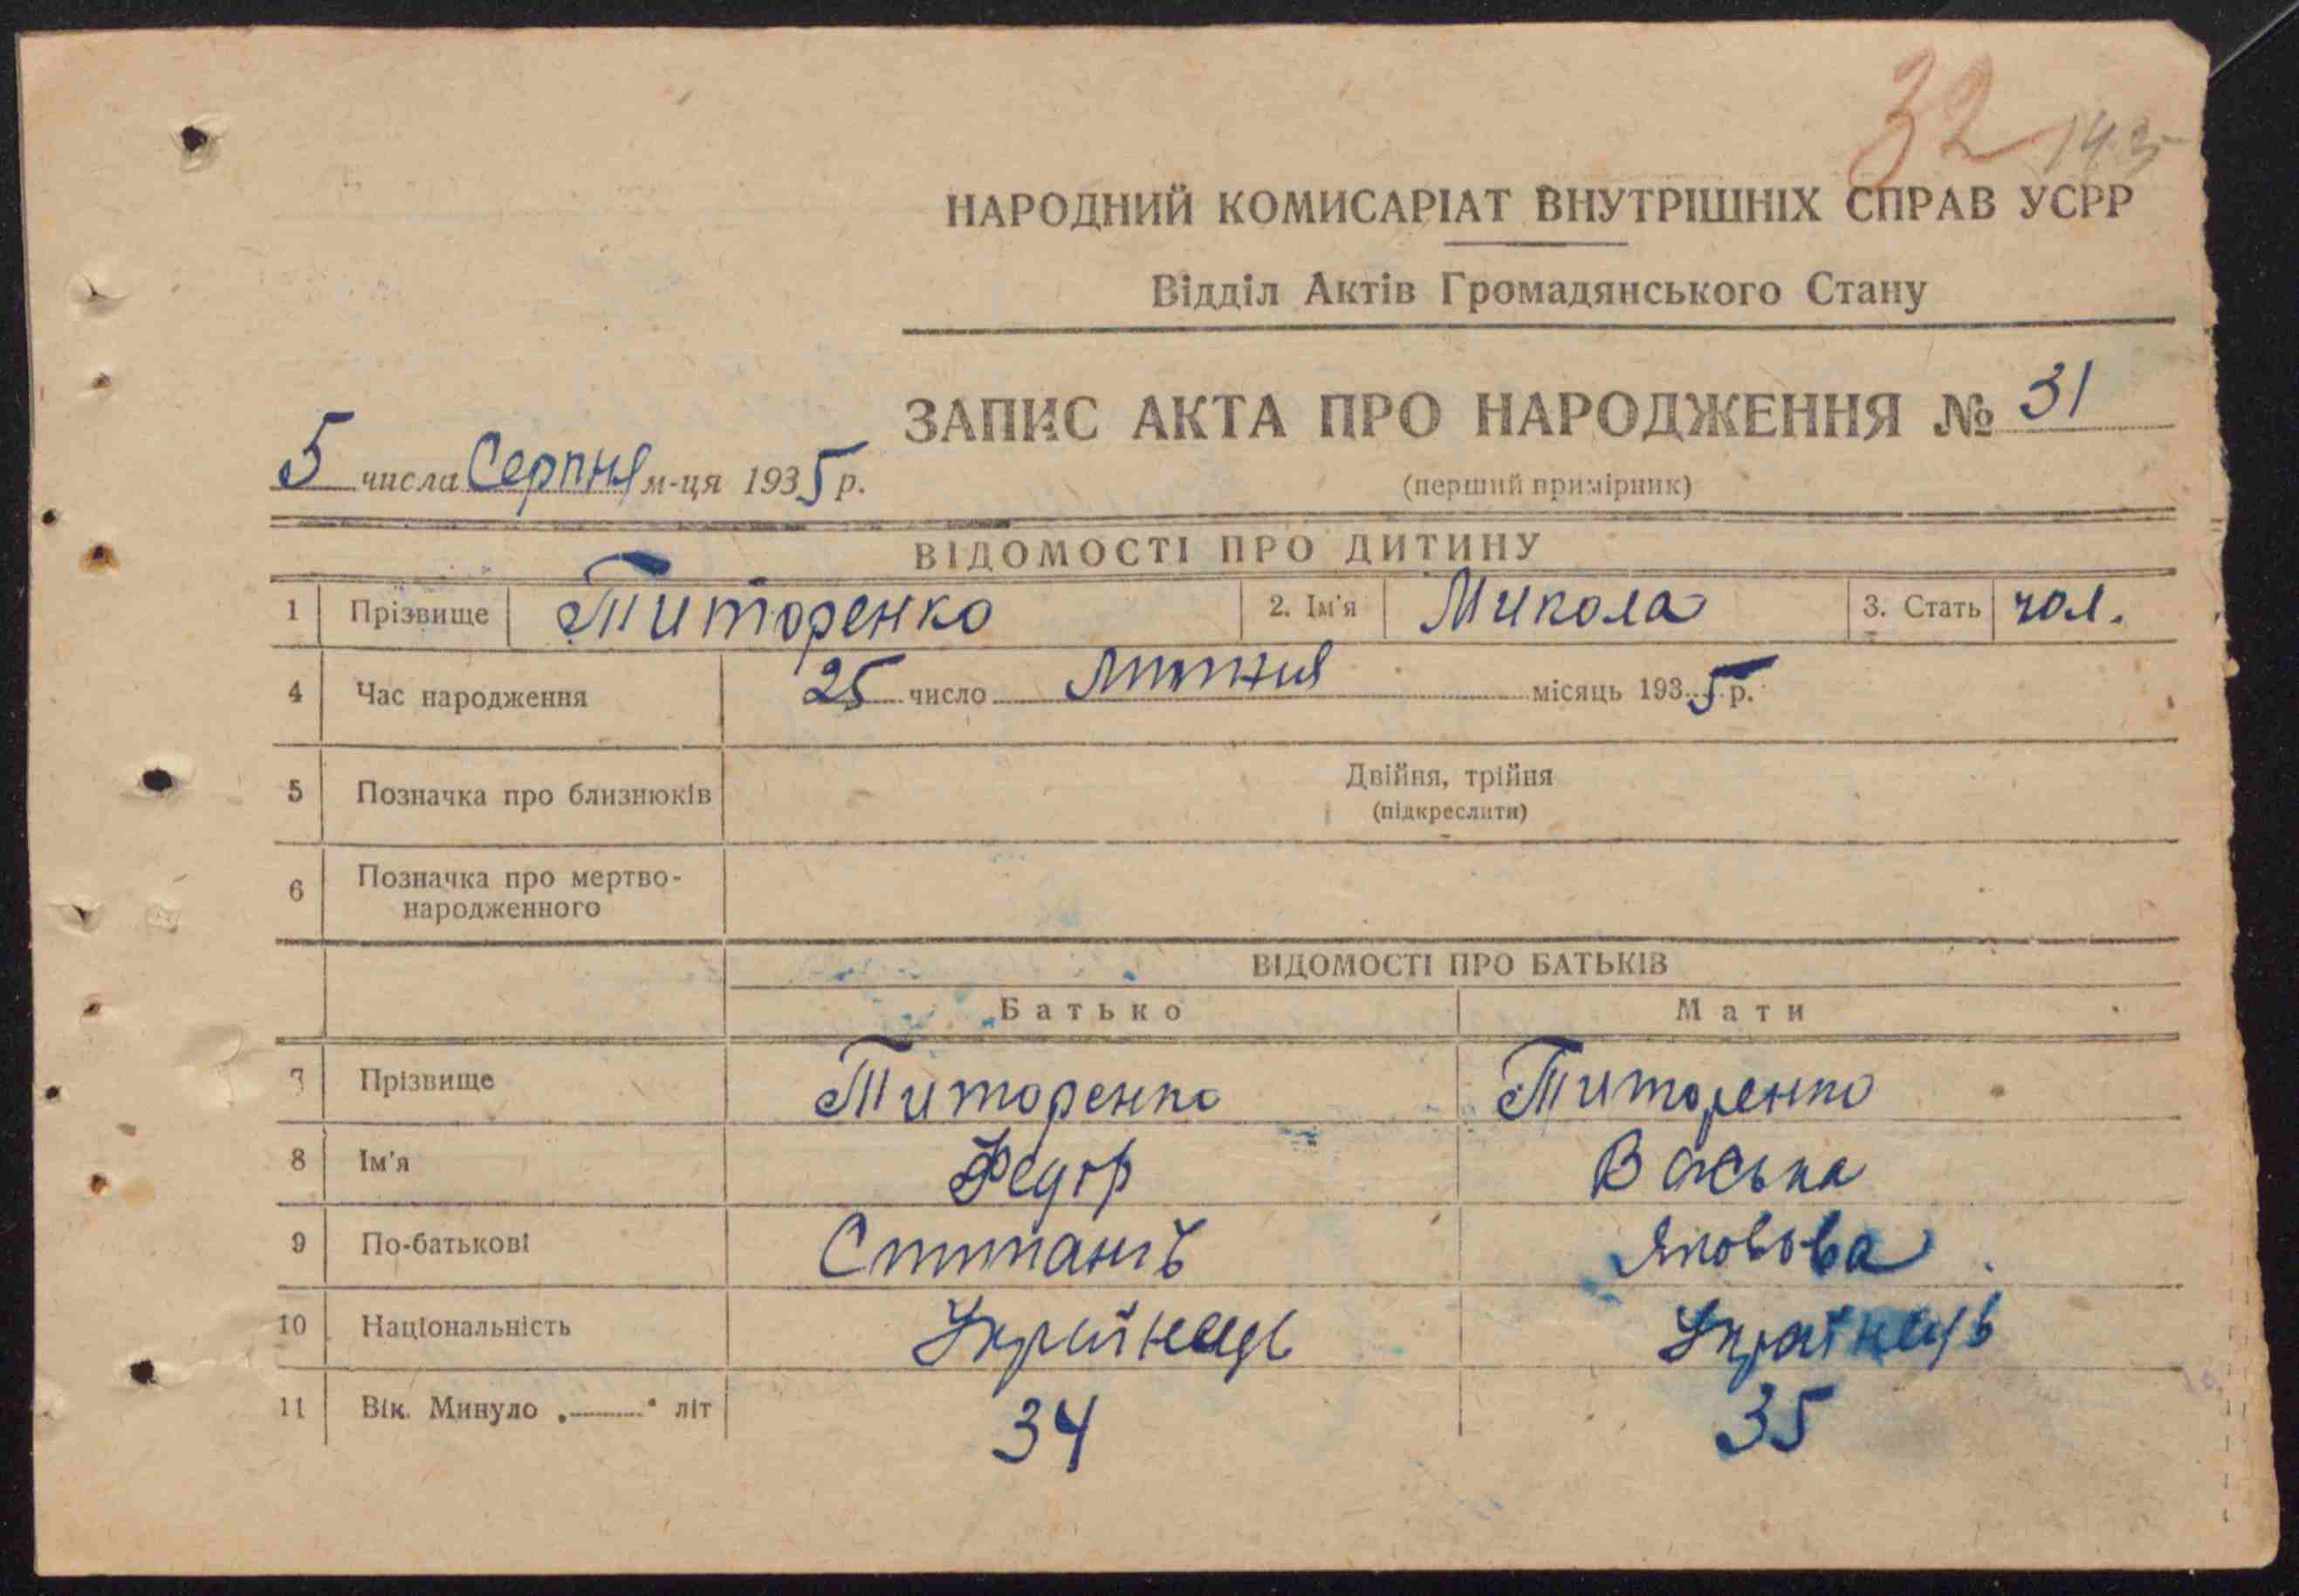 32 143
НАРОДНИЙ КОМИСАРІАТ ВНУТРІШНІХ СПРАВ УСРР
Відділ Актів Громадянського Стану
ЗАПИС АКТА ПРО НАРОДЖЕННЯ № 31
5 числа Серпня м-ця 1935 р.
(перший примірник)
ВІДОМОСТІ ПРО ДИТИНУ
1 Прізвище Титоренко 2. Ім'я Микола 3. Стать чол.
4 Час народження 25 число місяць 1935 р.
5 Позначка про близнюків Двійня, трійня
(підкреслити)
6 Позначка про мертво-
народженного
ВІДОМОСТІ ПРО БАТЬКІВ
Батько Мати
7 Прізвище Титоренко Титоренко
8 Ім'я Федір
9 По-батькові Яковова
10 Національність Українець Українець
11 Вік. Минуло „ “ літ 34 35